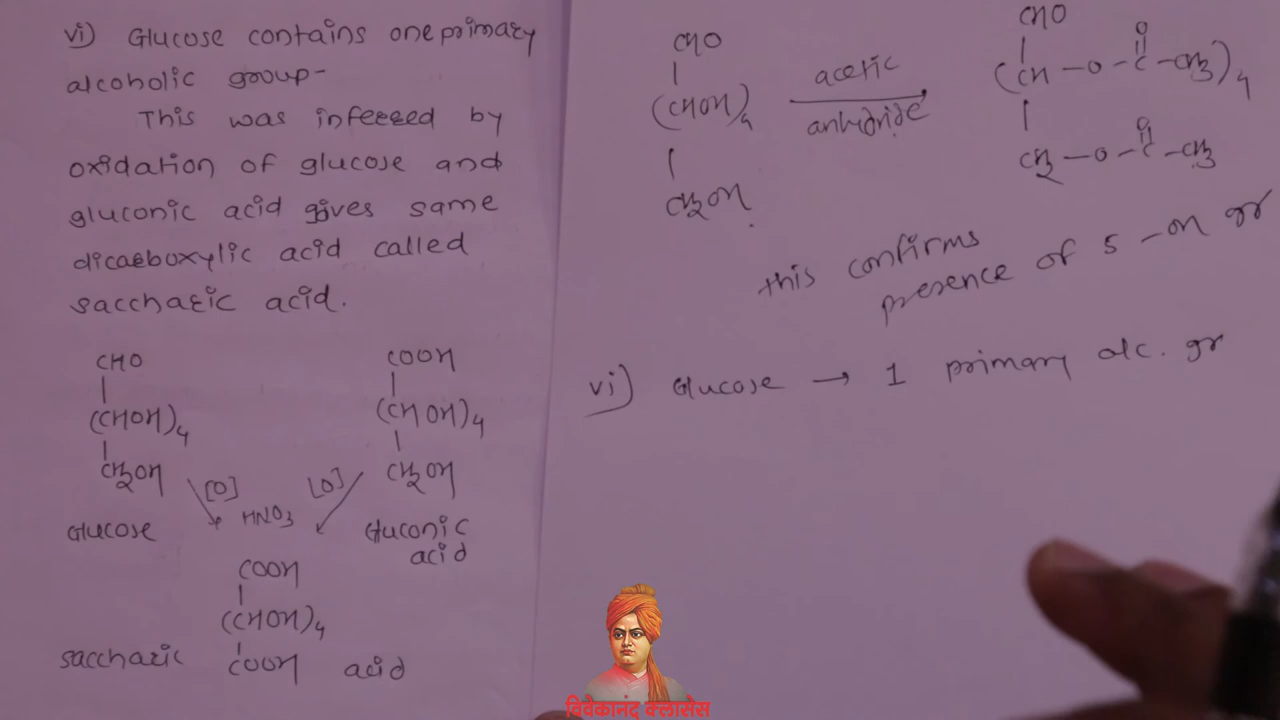 vi) Glucose contains one primary
alcoholic group-
This was inferred by
oxidation of glucose and
gluconic acid gives same
dicarboxylic acid called
saccharic acid.
CHO
|
(CHOH)4
|
CH2OH
Glucose
COOH
|
(CHOH)4
|
CH2OH
Gluconic
acid
[O]
HNO3
[O]
COOH
|
(CHOH)4
|
COOH
saccharic acid
CHO
|
(CHOH)4
|
CH2OH
acetic
anhydride
CHO
|
(CH-O-C-CH3)4
O
||
|
CH2-O-C-CH3
O
||
this confirms
presence of 5 -OH gr
vi) Glucose → 1 primary alc. gr
विवेकानंद क्लासेस